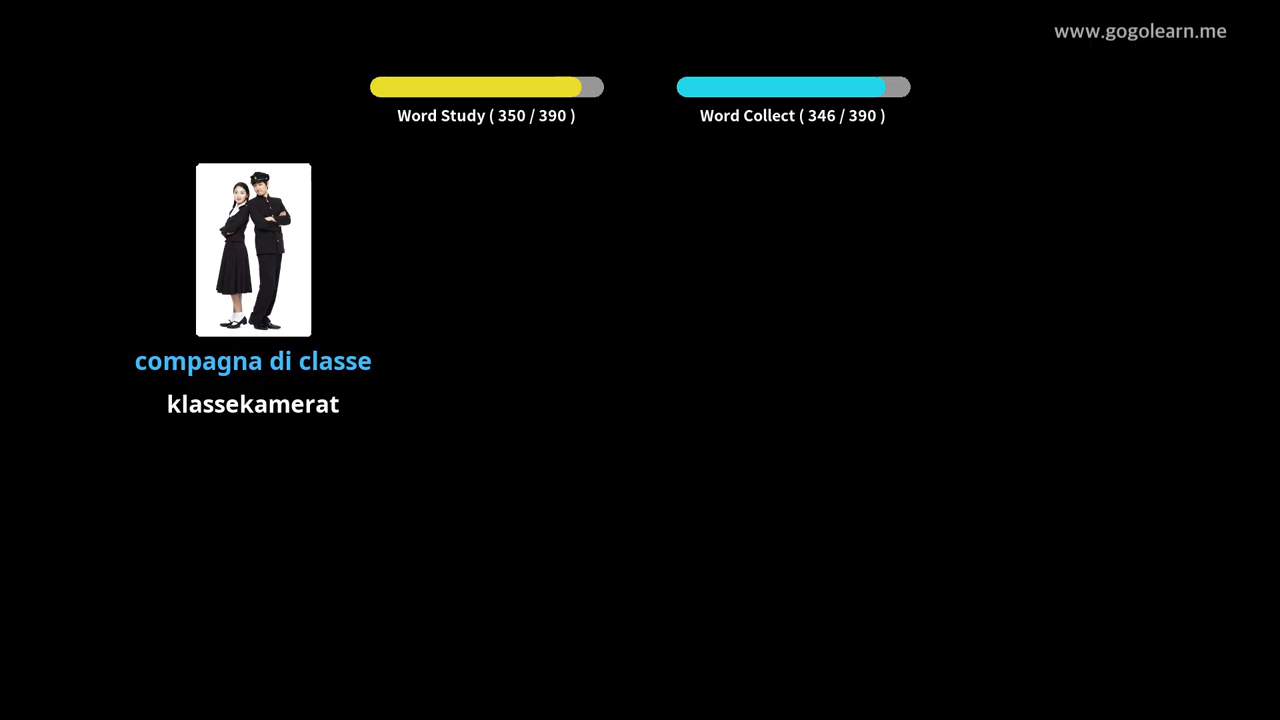 www.gogolearn.me
Word Study ( 350 / 390 )
Word Collect ( 346 / 390 )
compagna di classe
klassekamerat